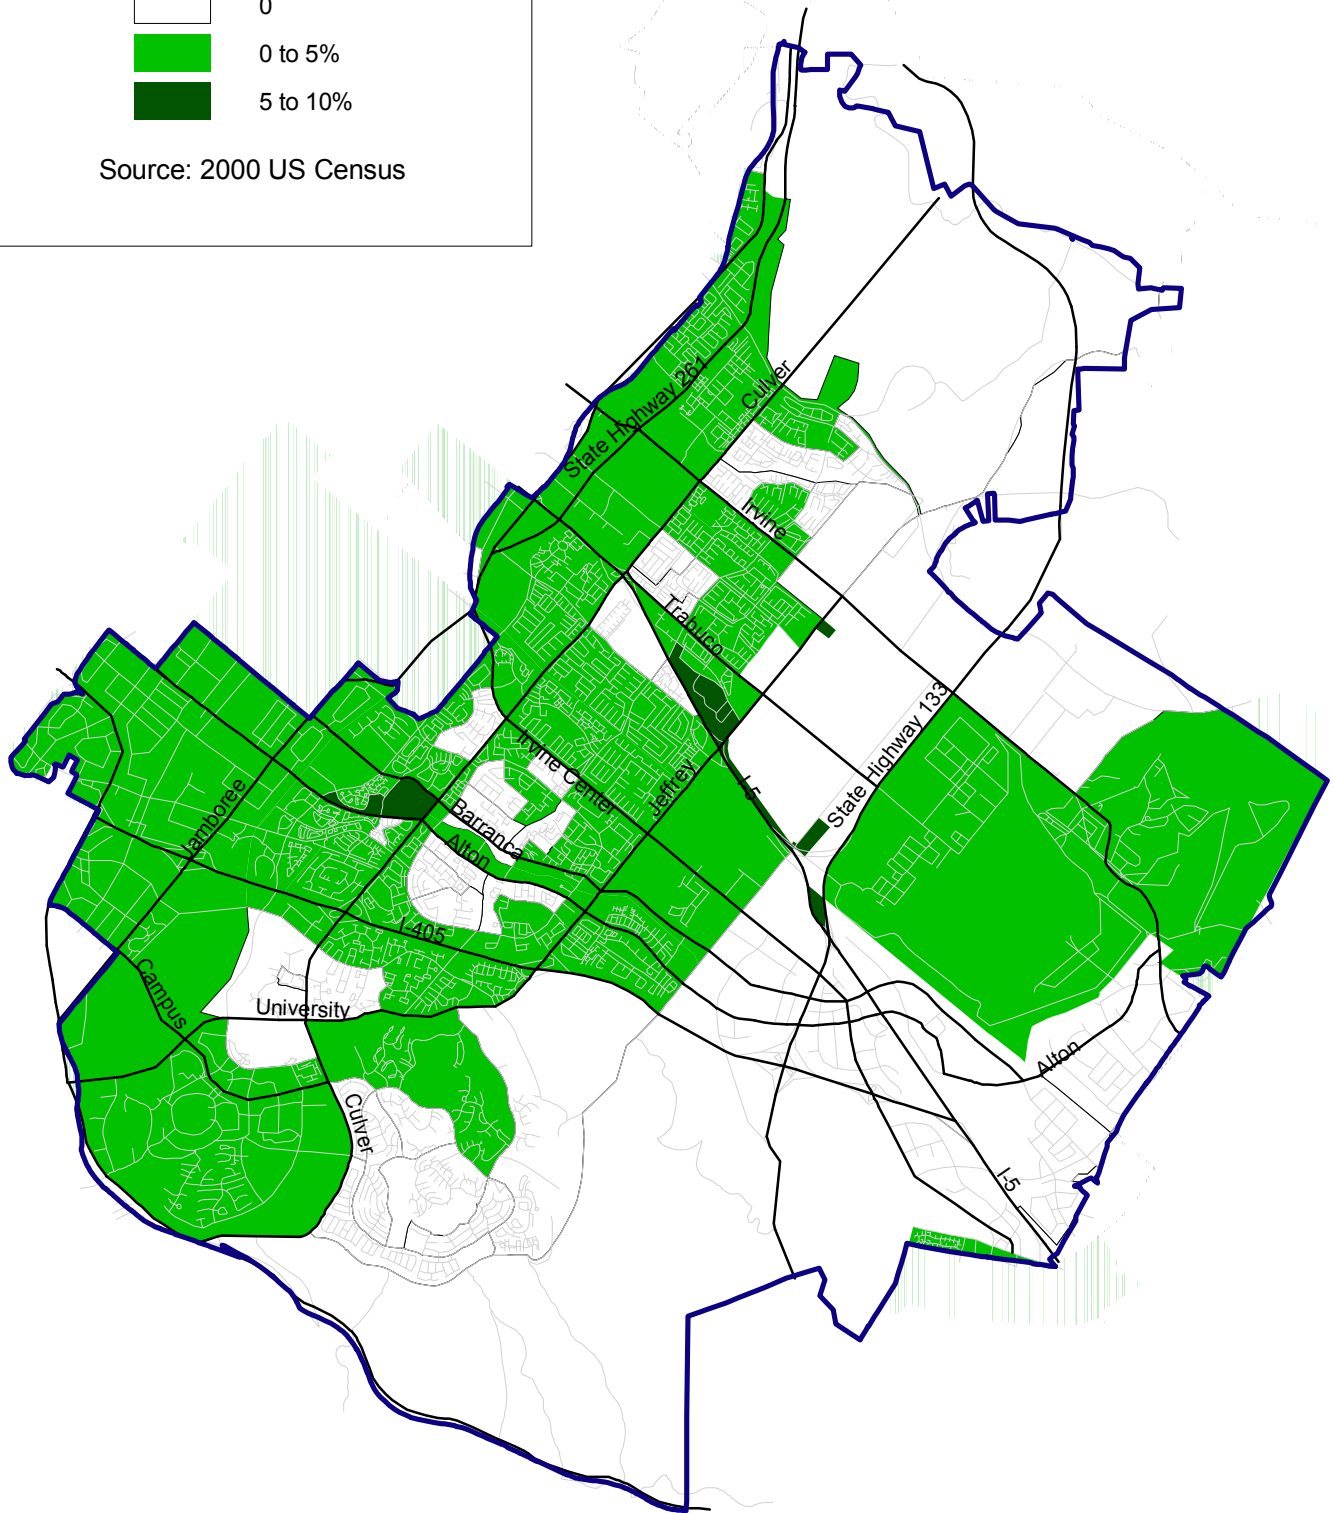 0
0 to 5%
5 to 10%
Source: 2000 US Census
State Highway 261
Culver
Irvine
Trabuco
State Highway 133
Irvine Center
Jeffrey
I-5
Jamboree
Barranca
Alton
I-405
Campus
University
Alton
Culver
I-5